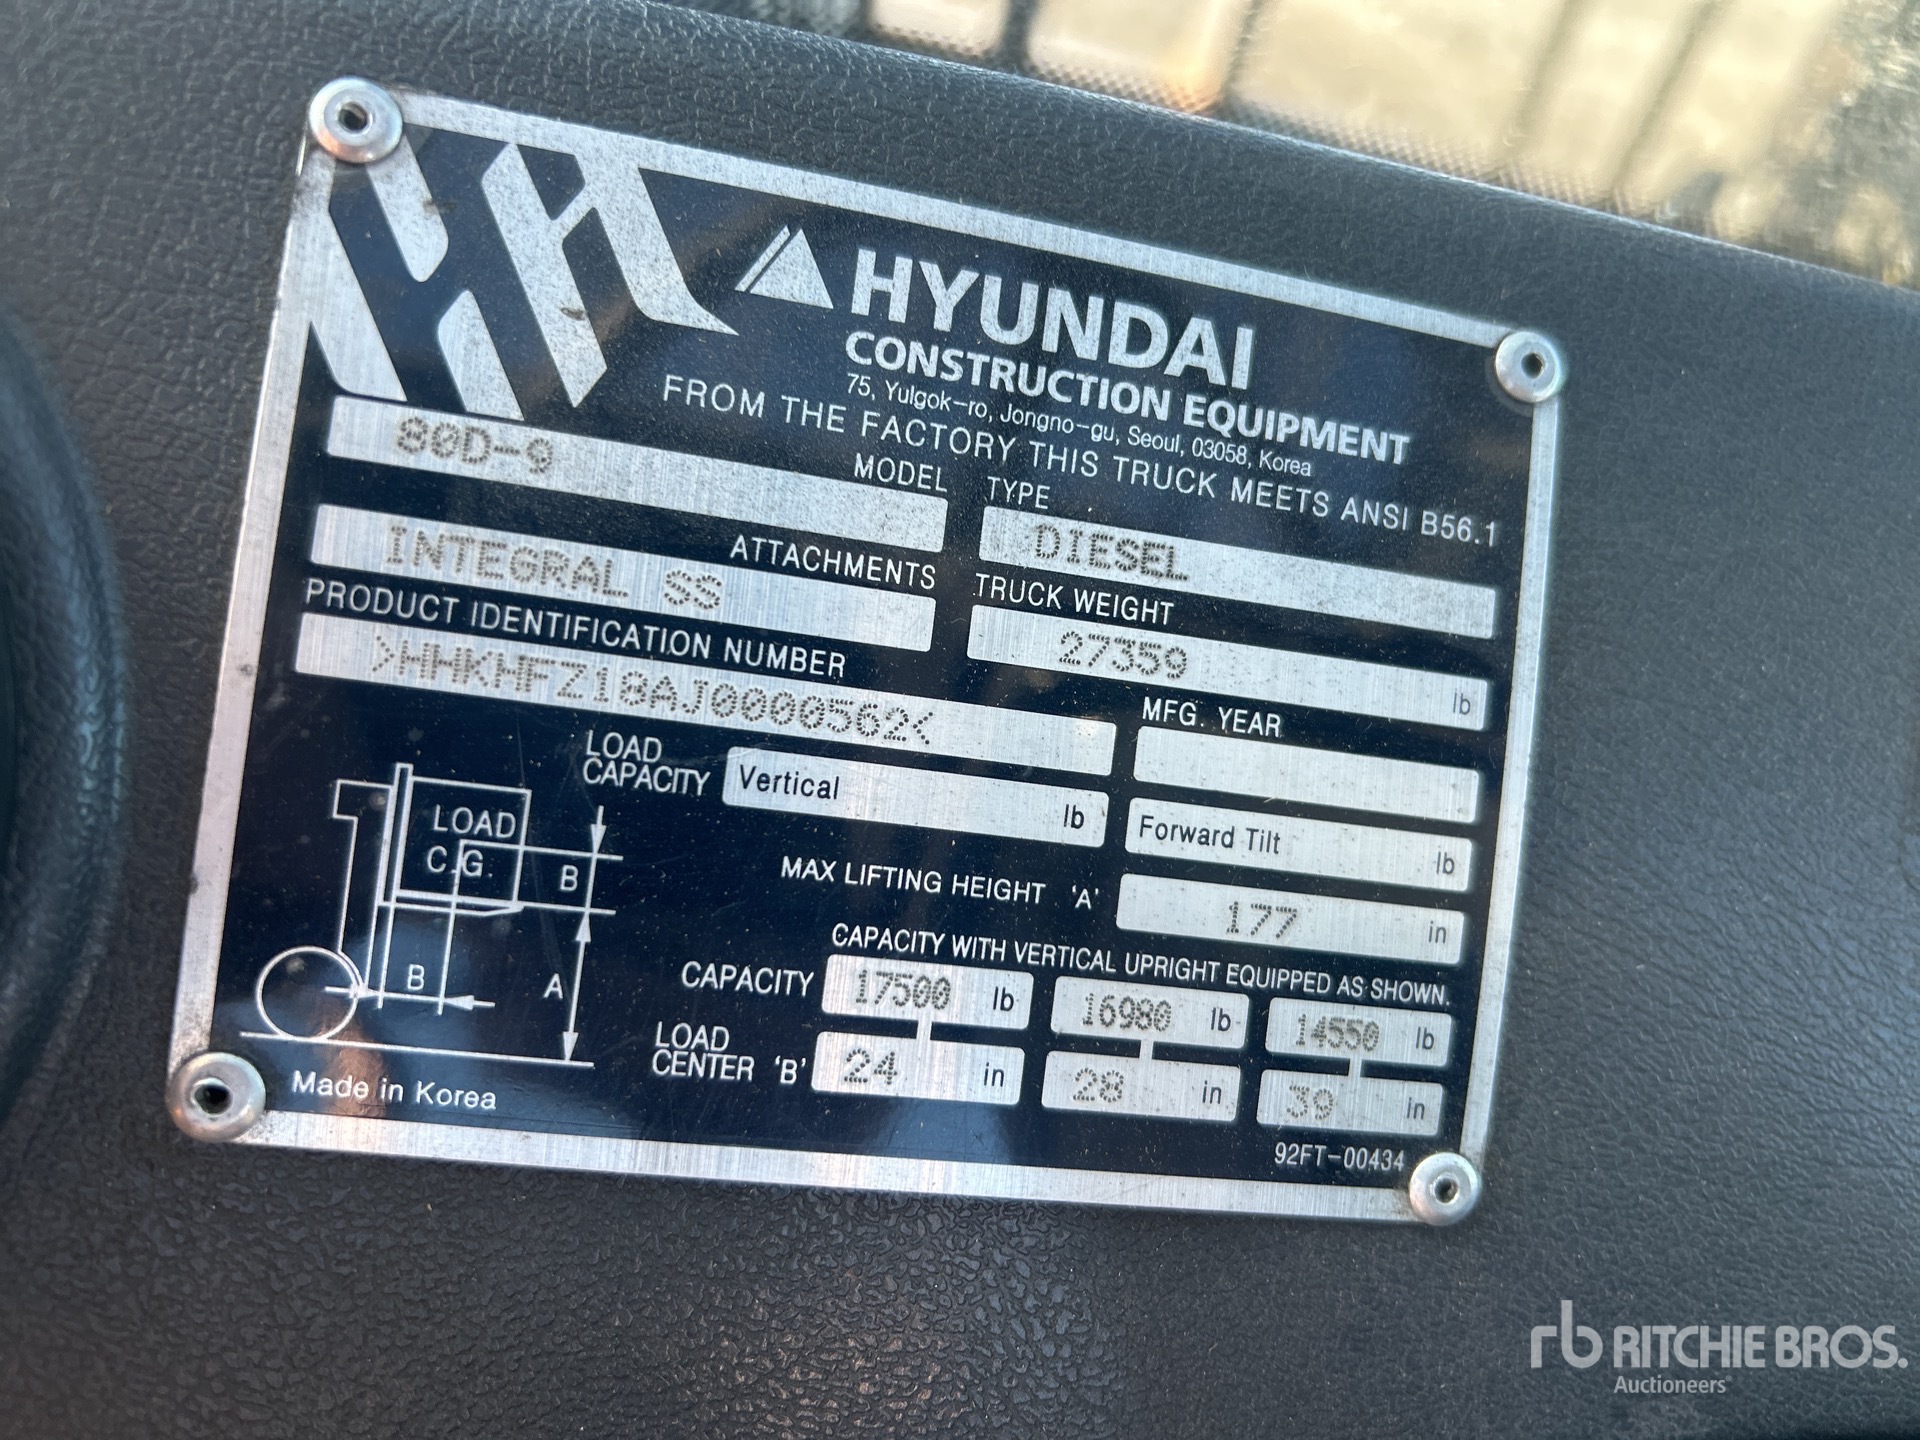 HYUNDAI
CONSTRUCTION EQUIPMENT
75, Yulgok-ro, Jongno-gu, Seoul, 03058, Korea
FROM THE FACTORY THIS TRUCK MEETS ANSI B56.1
MODEL
80D-9
TYPE
DIESEL
ATTACHMENTS
INTEGRAL SS
TRUCK WEIGHT
27359 lb
PRODUCT IDENTIFICATION NUMBER
>HHKHFZ18AJ0000562<
MFG. YEAR
LOAD
CAPACITY
Vertical lb
Forward Tilt lb
MAX LIFTING HEIGHT 'A' 177 in
CAPACITY WITH VERTICAL UPRIGHT EQUIPPED AS SHOWN.
CAPACITY 17500 lb 16980 lb 14550 lb
LOAD
CENTER 'B' 24 in 28 in 39 in
LOAD
C.G.
B
B
A
Made in Korea
92FT-00434
rb RITCHIE BROS.
Auctioneers